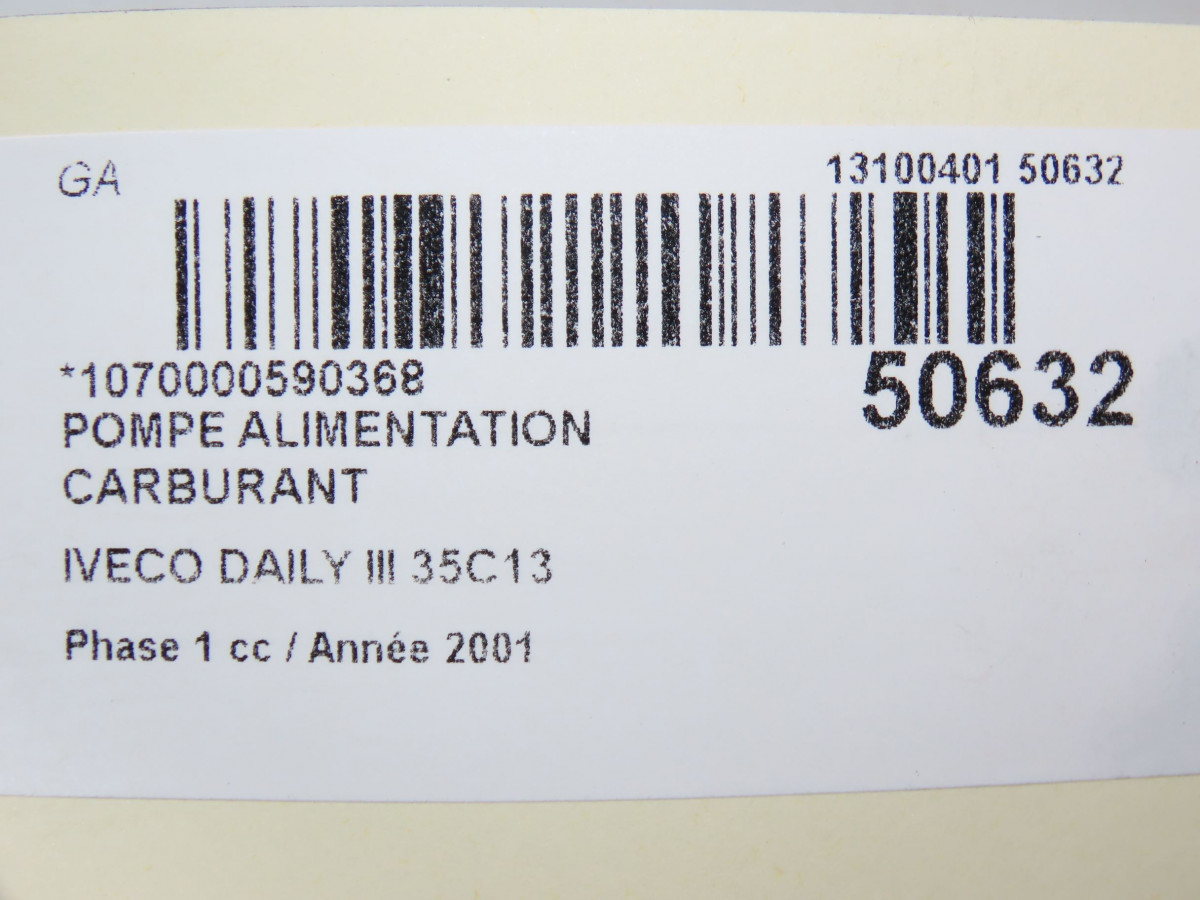 GA
13100401 50632
*1070000590368
50632
POMPE ALIMENTATION
CARBURANT
IVECO DAILY III 35C13
Phase 1 cc / Année 2001